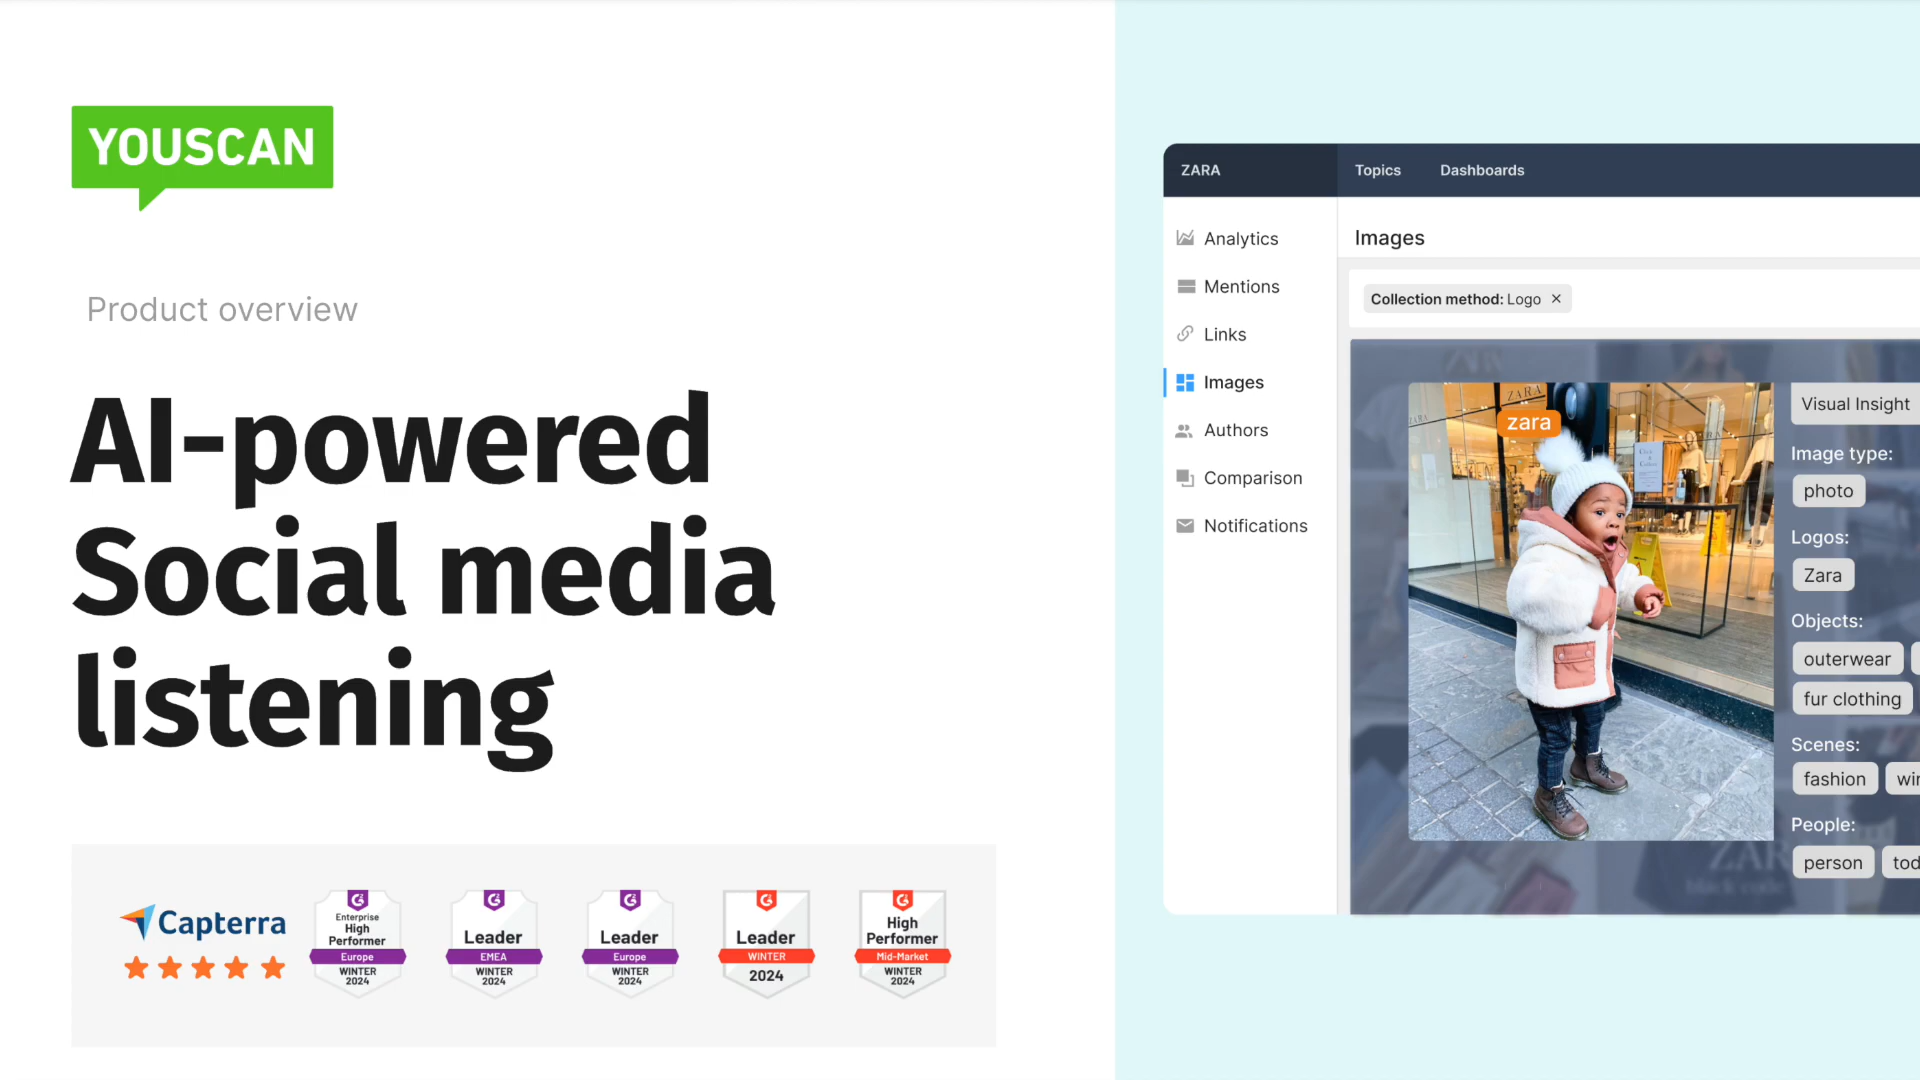 YOUSCAN
Product overview
AI-powered
Social media
listening
Capterra
Enterprise
High
Performer
Europe
WINTER
2024
Leader
EMEA
WINTER
2024
Leader
Europe
WINTER
2024
Leader
WINTER
2024
High
Performer
Mid-Market
WINTER
2024
ZARA
Topics
Dashboards
Analytics
Mentions
Links
Images
Authors
Comparison
Notifications
Images
Collection method: Logo ×
ZARA
zara
Visual Insight
Image type:
photo
Logos:
Zara
Objects:
outerwear
fur clothing
Scenes:
fashion
People:
person